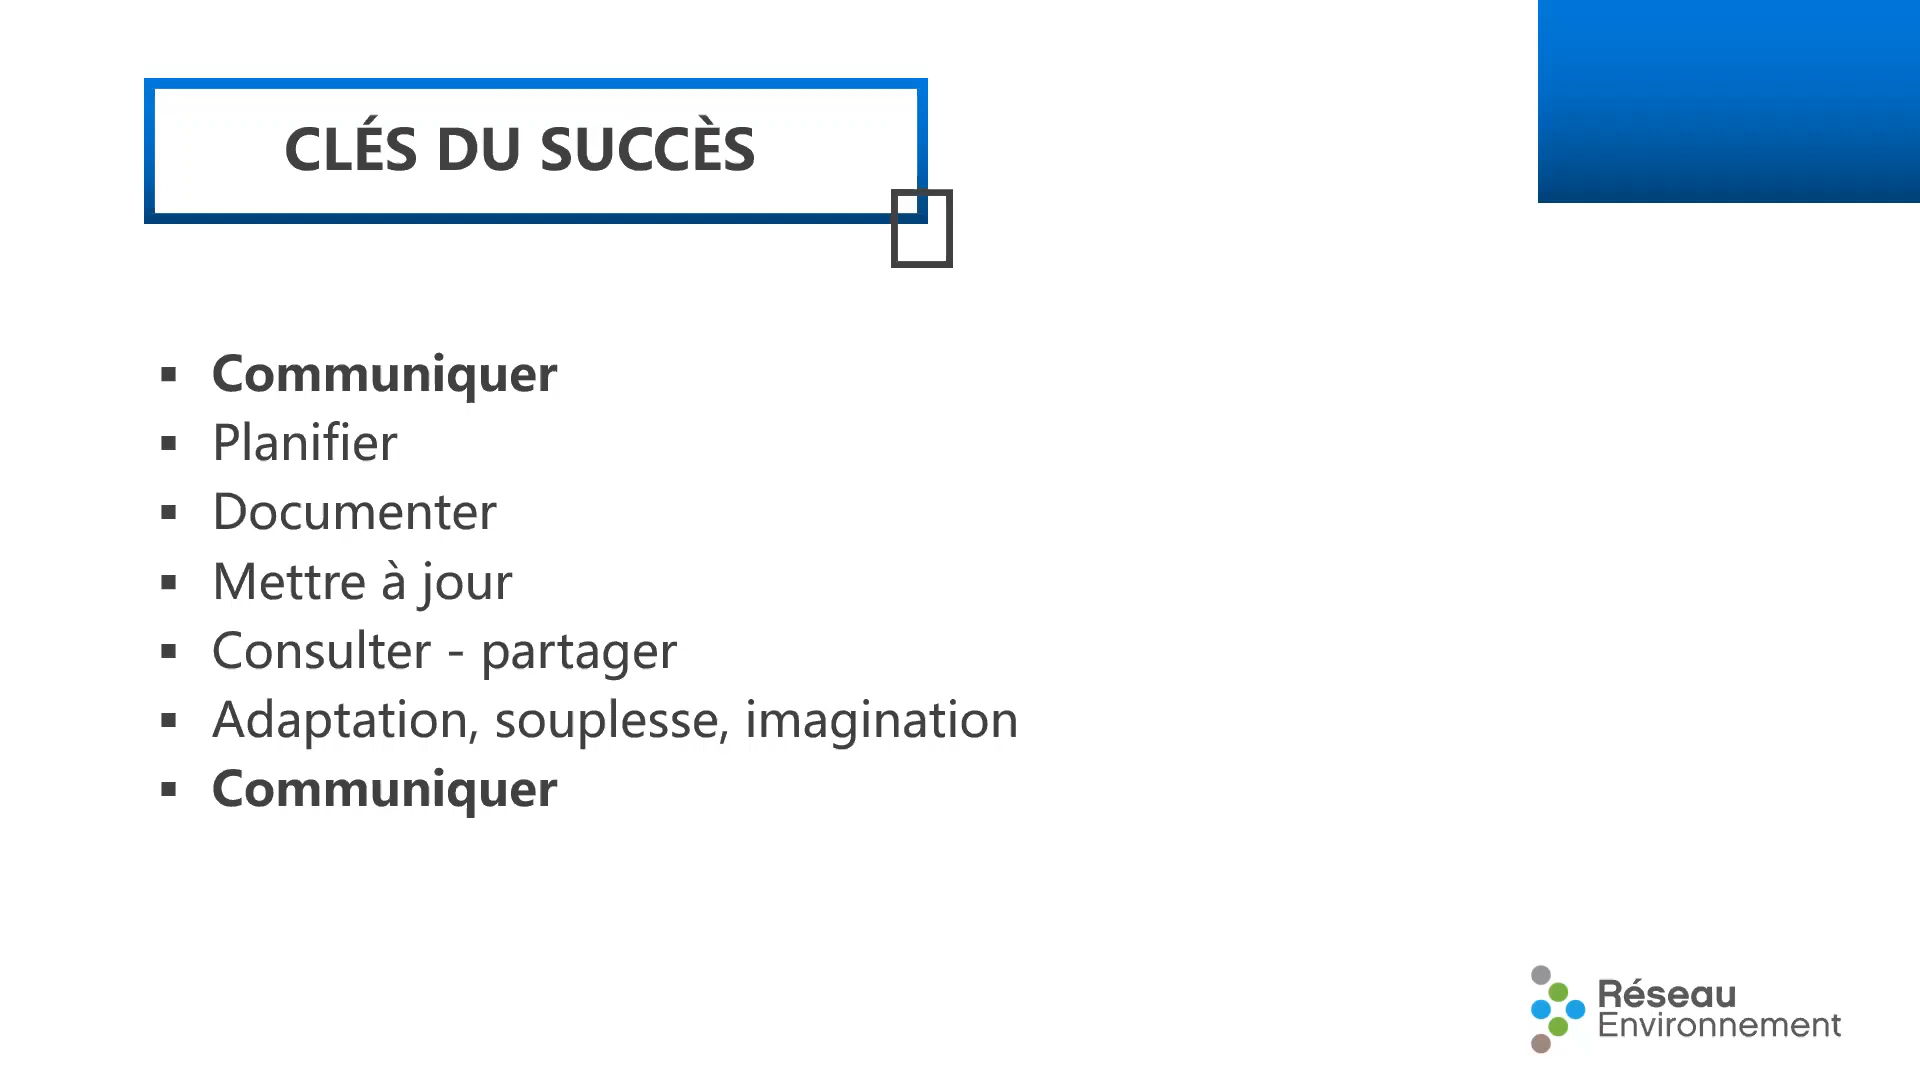 CLÉS DU SUCCÈS
▪ Communiquer
▪ Planifier
▪ Documenter
▪ Mettre à jour
▪ Consulter - partager
▪ Adaptation, souplesse, imagination
▪ Communiquer
Réseau
Environnement